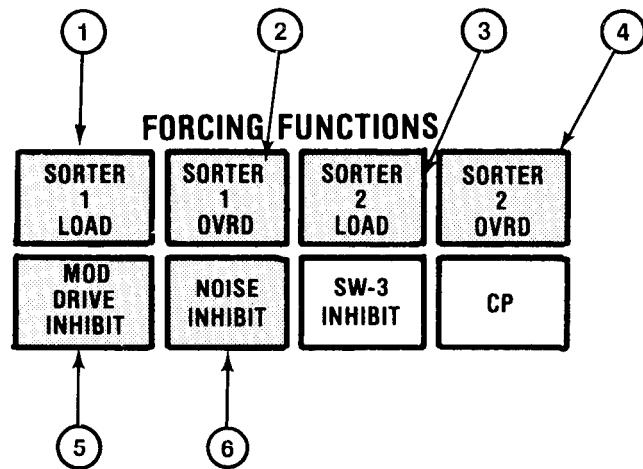 1 2 3 4
FORCING FUNCTIONS
SORTER 1 LOAD
SORTER 1 OVRD
SORTER 2 LOAD
SORTER 2 OVRD
MOD DRIVE INHIBIT
NOISE INHIBIT
SW-3 INHIBIT
CP
5 6